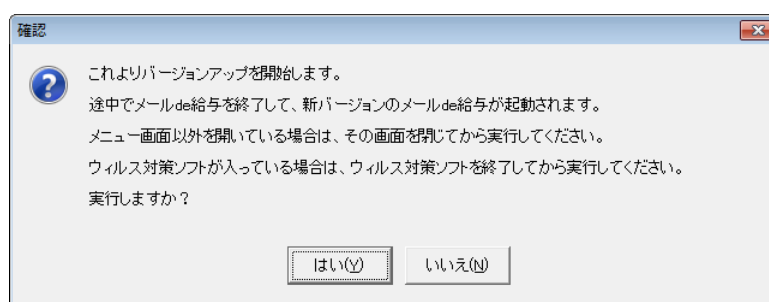 確認
これよりバージョンアップを開始します。
途中でメールde給与を終了して、新バージョンのメールde給与が起動されます。
メニュー画面以外を開いている場合は、その画面を閉じてから実行してください。
ウィルス対策ソフトが入っている場合は、ウィルス対策ソフトを終了してから実行してください。
実行しますか？
はい(Y) いいえ(N)